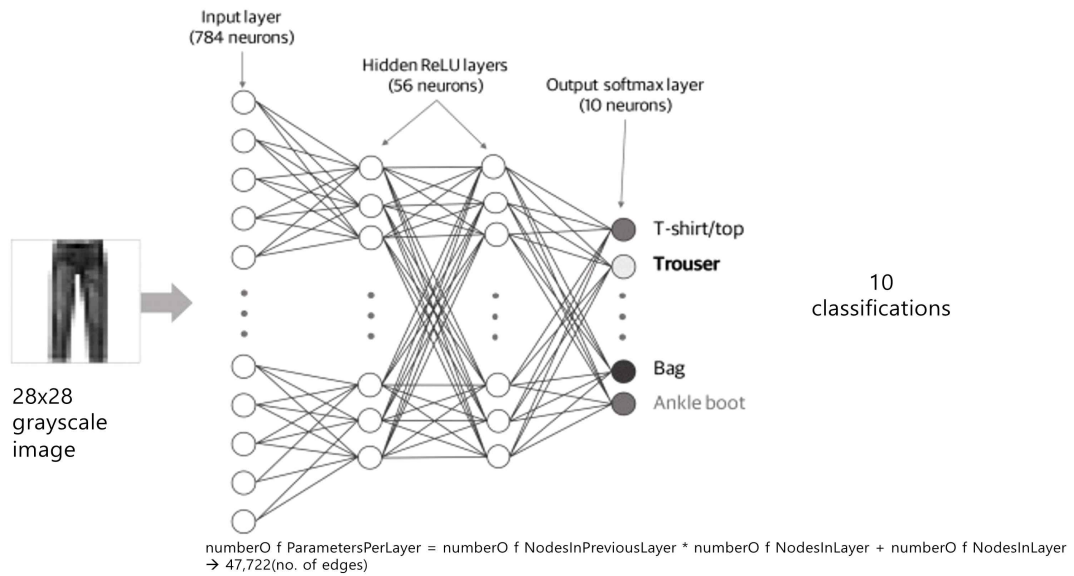 Input layer
(784 neurons)
Hidden ReLU layers
(56 neurons)
Output softmax layer
(10 neurons)
T-shirt/top
Trouser
10
classifications
Bag
Ankle boot
28x28
grayscale
image
numberO f ParametersPerLayer = numberO f NodesInPreviousLayer * numberO f NodesInLayer + numberO f NodesInLayer
→ 47,722(no. of edges)